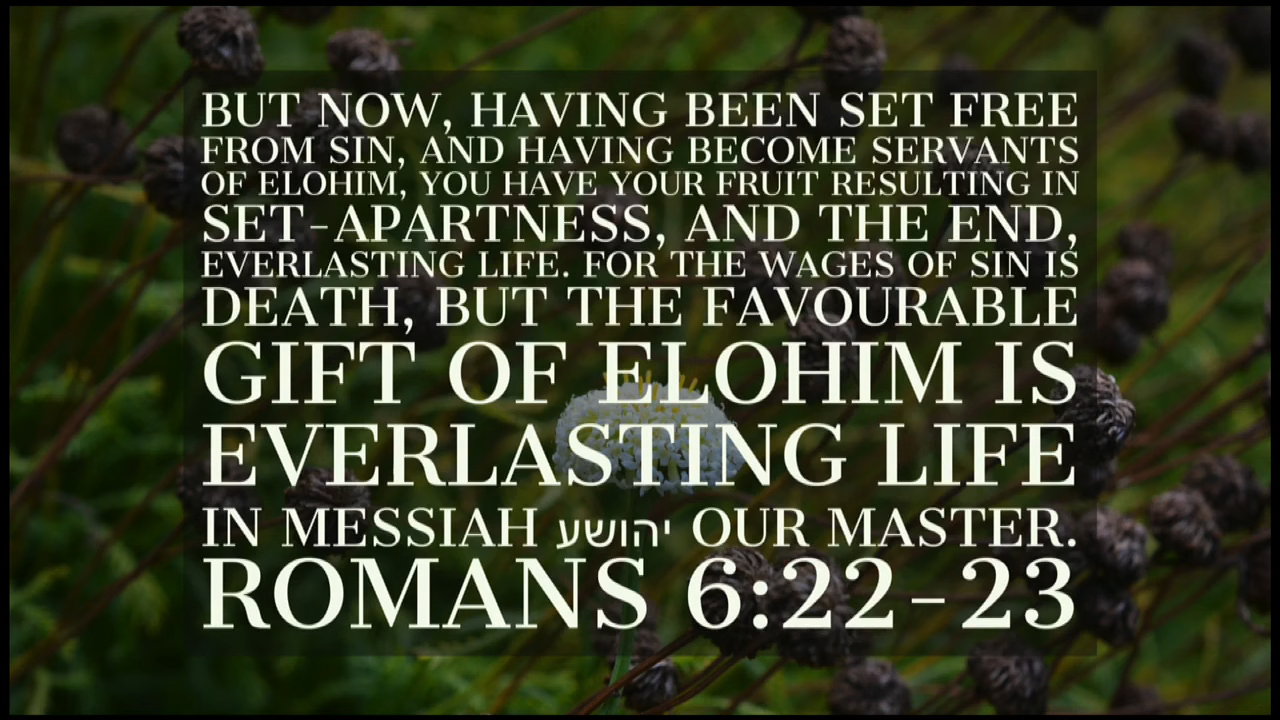 BUT NOW, HAVING BEEN SET FREE
FROM SIN, AND HAVING BECOME SERVANTS
OF ELOHIM, YOU HAVE YOUR FRUIT RESULTING IN
SET-APARTNESS, AND THE END,
EVERLASTING LIFE. FOR THE WAGES OF SIN IS
DEATH, BUT THE FAVOURABLE
GIFT OF ELOHIM IS
EVERLASTING LIFE
IN MESSIAH יהושע OUR MASTER.
ROMANS 6:22-23